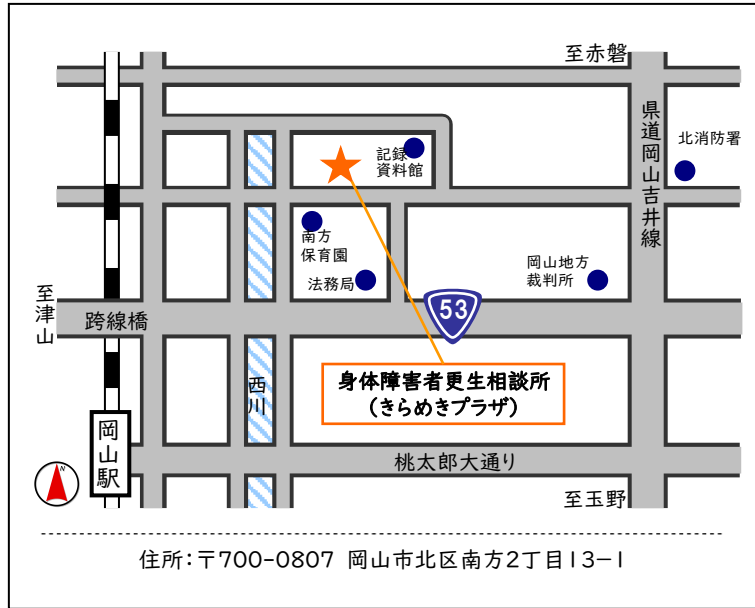 至赤磐
県道岡山吉井線
北消防署
記録
資料館
南方
保育園
法務局
岡山地方
裁判所
至津山
跨線橋
53
身体障害者更生相談所
(きらめきプラザ)
西川
岡山駅
桃太郎大通り
N
至玉野
住所:〒700-0807 岡山市北区南方2丁目13-1